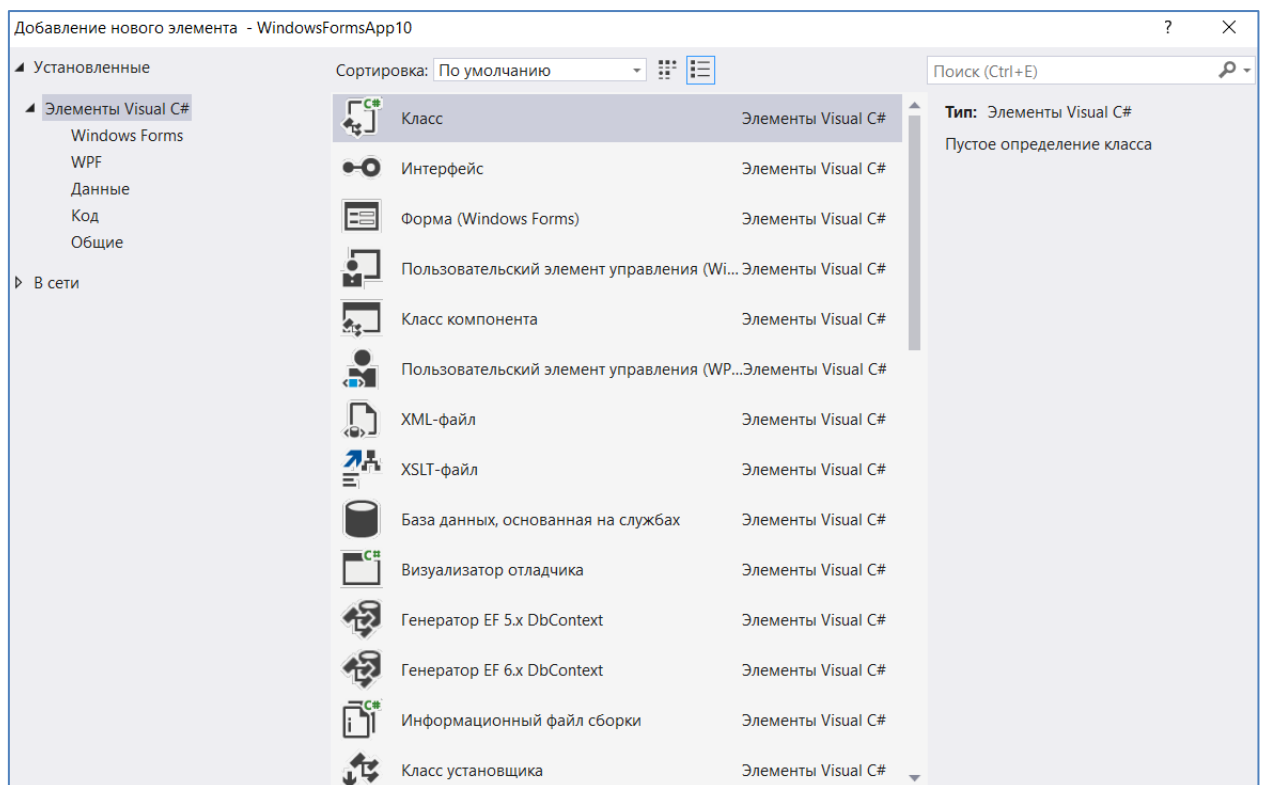 Добавление нового элемента - WindowsFormsApp10 ?
Установленные
Элементы Visual C#
Windows Forms
WPF
Данные
Код
Общие
В сети
Сортировка: По умолчанию
Класс Элементы Visual C#
Интерфейс Элементы Visual C#
Форма (Windows Forms) Элементы Visual C#
Пользовательский элемент управления (Wi... Элементы Visual C#
Класс компонента Элементы Visual C#
Пользовательский элемент управления (WP...Элементы Visual C#
XML-файл Элементы Visual C#
XSLT-файл Элементы Visual C#
База данных, основанная на службах Элементы Visual C#
Визуализатор отладчика Элементы Visual C#
Генератор EF 5.x DbContext Элементы Visual C#
Генератор EF 6.x DbContext Элементы Visual C#
Информационный файл сборки Элементы Visual C#
Класс установщика Элементы Visual C#
Поиск (Ctrl+E)
Тип: Элементы Visual C#
Пустое определение класса